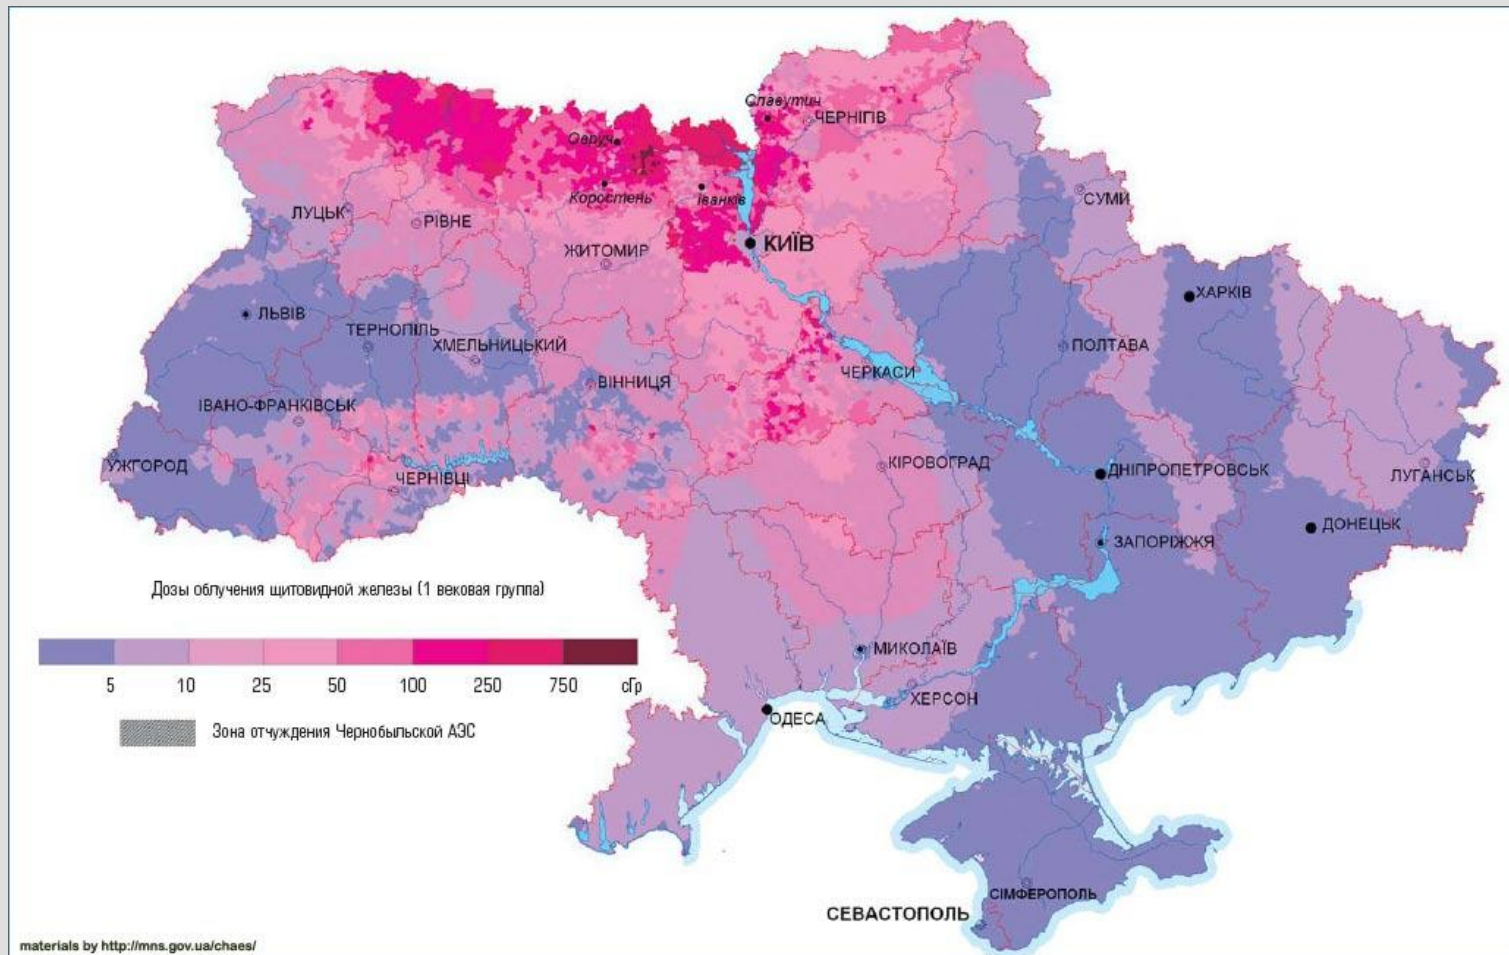 Славутич
ЧЕРНІГІВ
Овруч
Коростень
Іванків
СУМИ
ЛУЦЬК
РІВНЕ
ЖИТОМИР
КИЇВ
ХАРКІВ
ЛЬВІВ
ТЕРНОПІЛЬ
ХМЕЛЬНИЦЬКИЙ
ПОЛТАВА
ВІННИЦЯ
ЧЕРКАСИ
ІВАНО-ФРАНКІВСЬК
УЖГОРОД
ЧЕРНІВЦІ
КІРОВОГРАД
ДНІПРОПЕТРОВСЬК
ЛУГАНСЬК
ДОНЕЦЬК
ЗАПОРІЖЖЯ
Дозы облучения щитовидной железы (1 вековая группа)
5 10 25 50 100 250 750 сГр
Зона отчуждения Чернобыльской АЭС
МИКОЛАЇВ
ХЕРСОН
ОДЕСА
СІМФЕРОПОЛЬ
СЕВАСТОПОЛЬ
materials by http://mns.gov.ua/chaes/